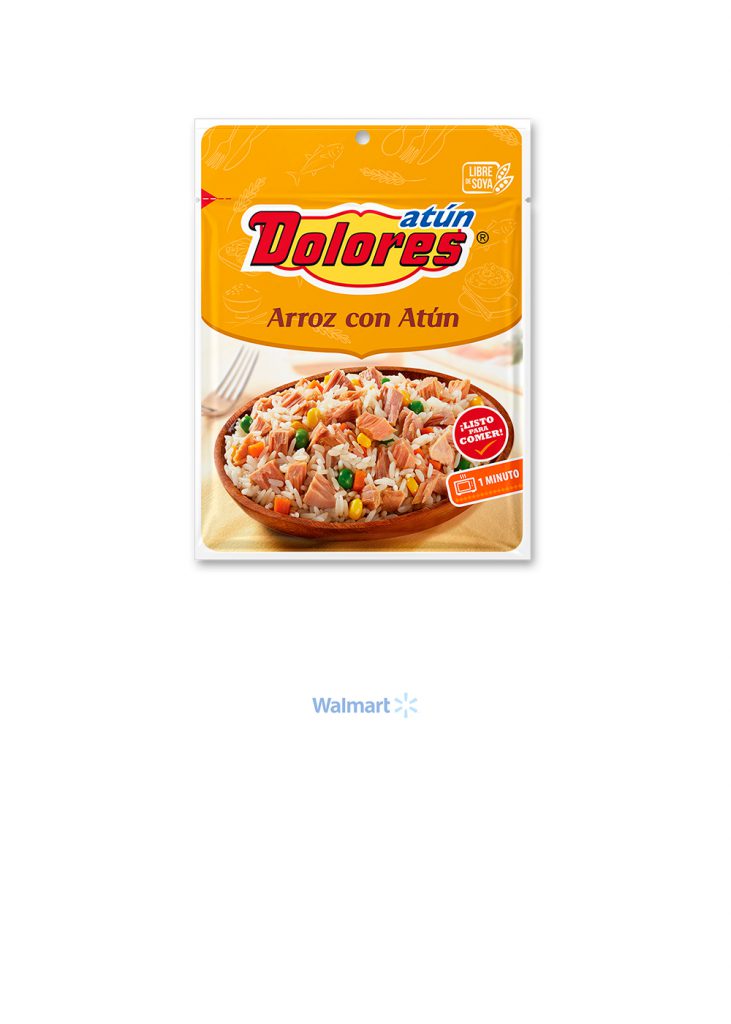 LIBRE
DE SOYA
atún
Dolores®
Arroz con Atún
¡LISTO
PARA
COMER!
1 MINUTO
Walmart